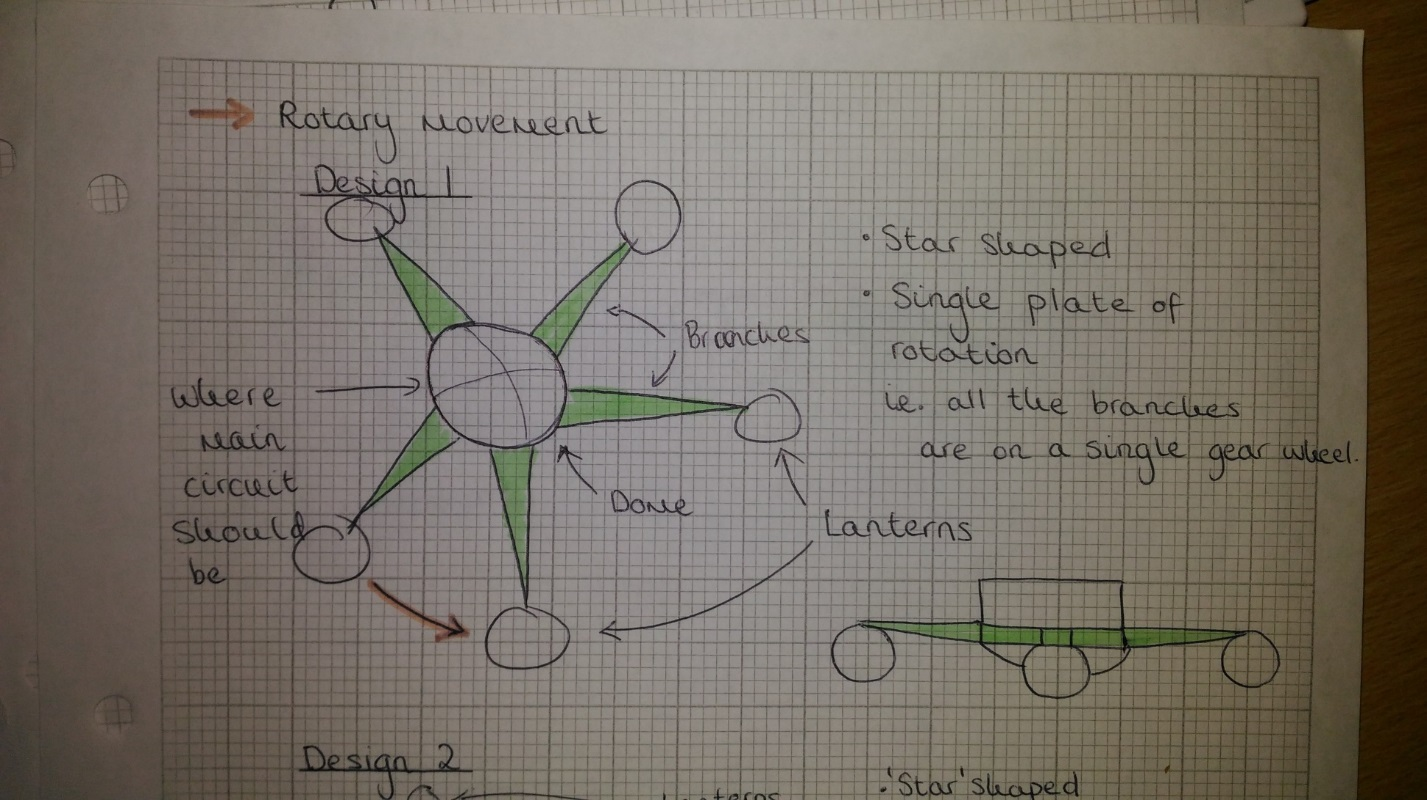 Rotary Movement
Design 1
• Star shaped
• Single plate of
rotation
ie. all the branches
are on a single gear wheel.
Branches
where
main
circuit
should
be
Dome
Lanterns
Design 2
• 'Star' shaped